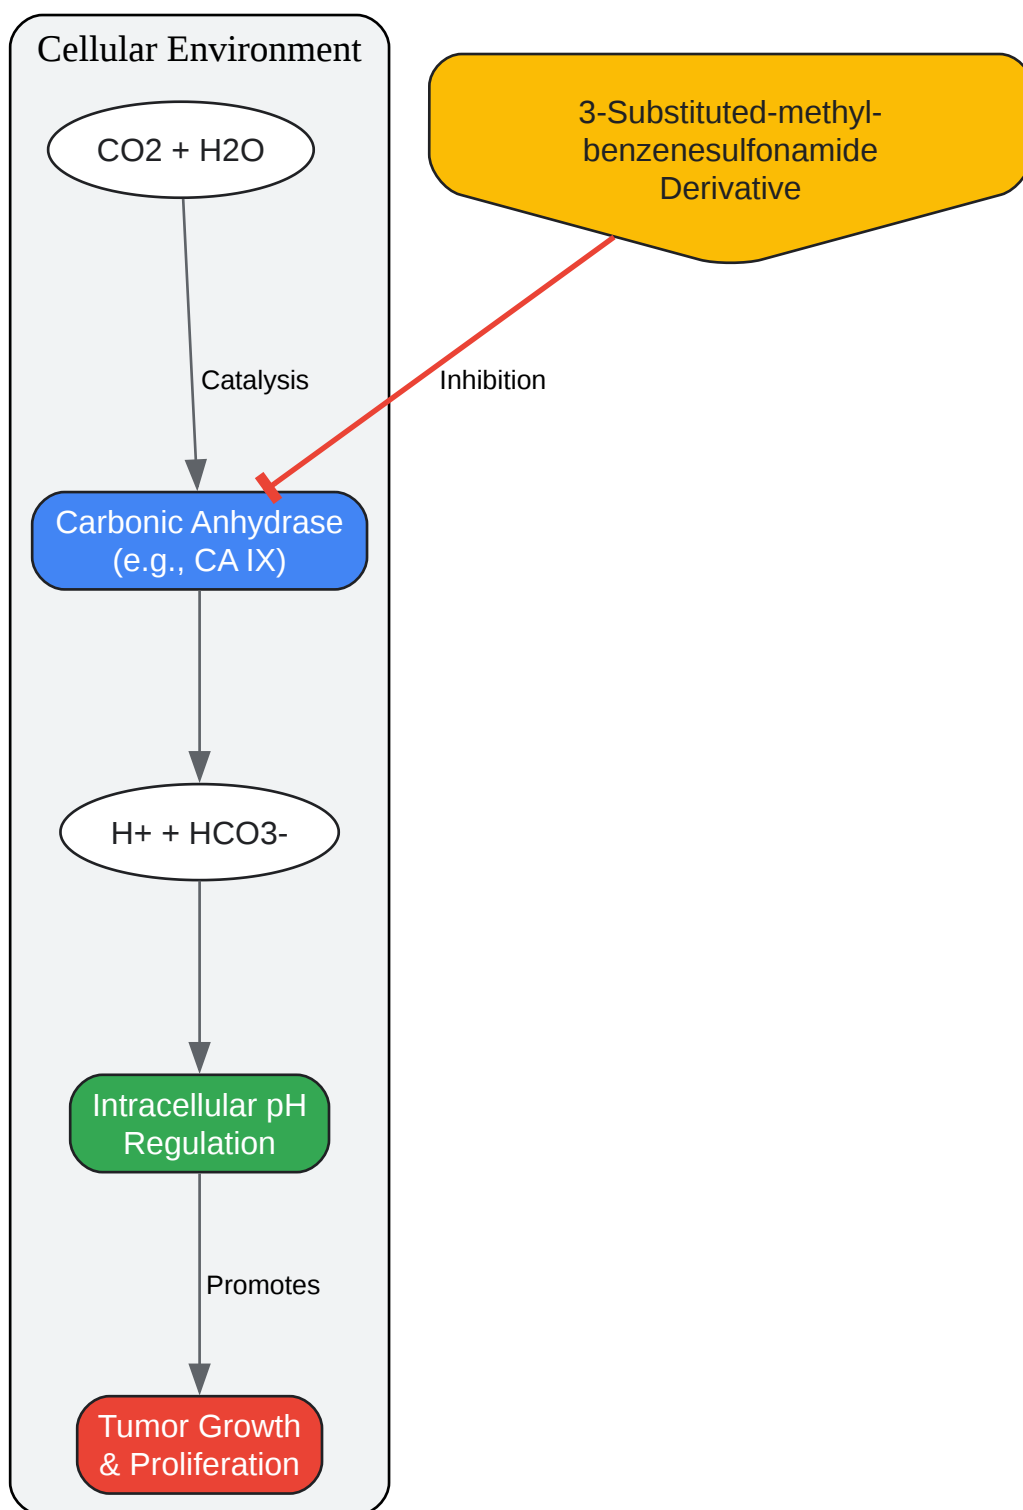 Cellular Environment
CO2 + H2O
3-Substituted-methyl-
benzenesulfonamide
Derivative
Catalysis
Inhibition
Carbonic Anhydrase
(e.g., CA IX)
H+ + HCO3-
Intracellular pH
Regulation
Promotes
Tumor Growth
& Proliferation